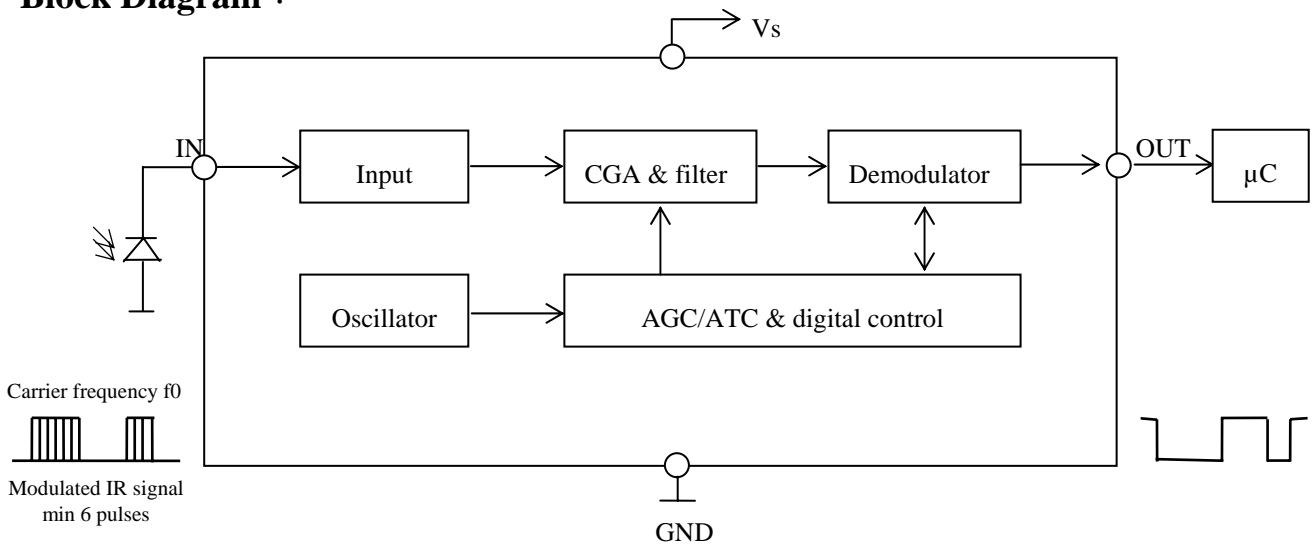 Block Diagram :
Vs
IN
Input
CGA & filter
Demodulator
OUT
µC
Oscillator
AGC/ATC & digital control
Carrier frequency f0
Modulated IR signal
min 6 pulses
GND